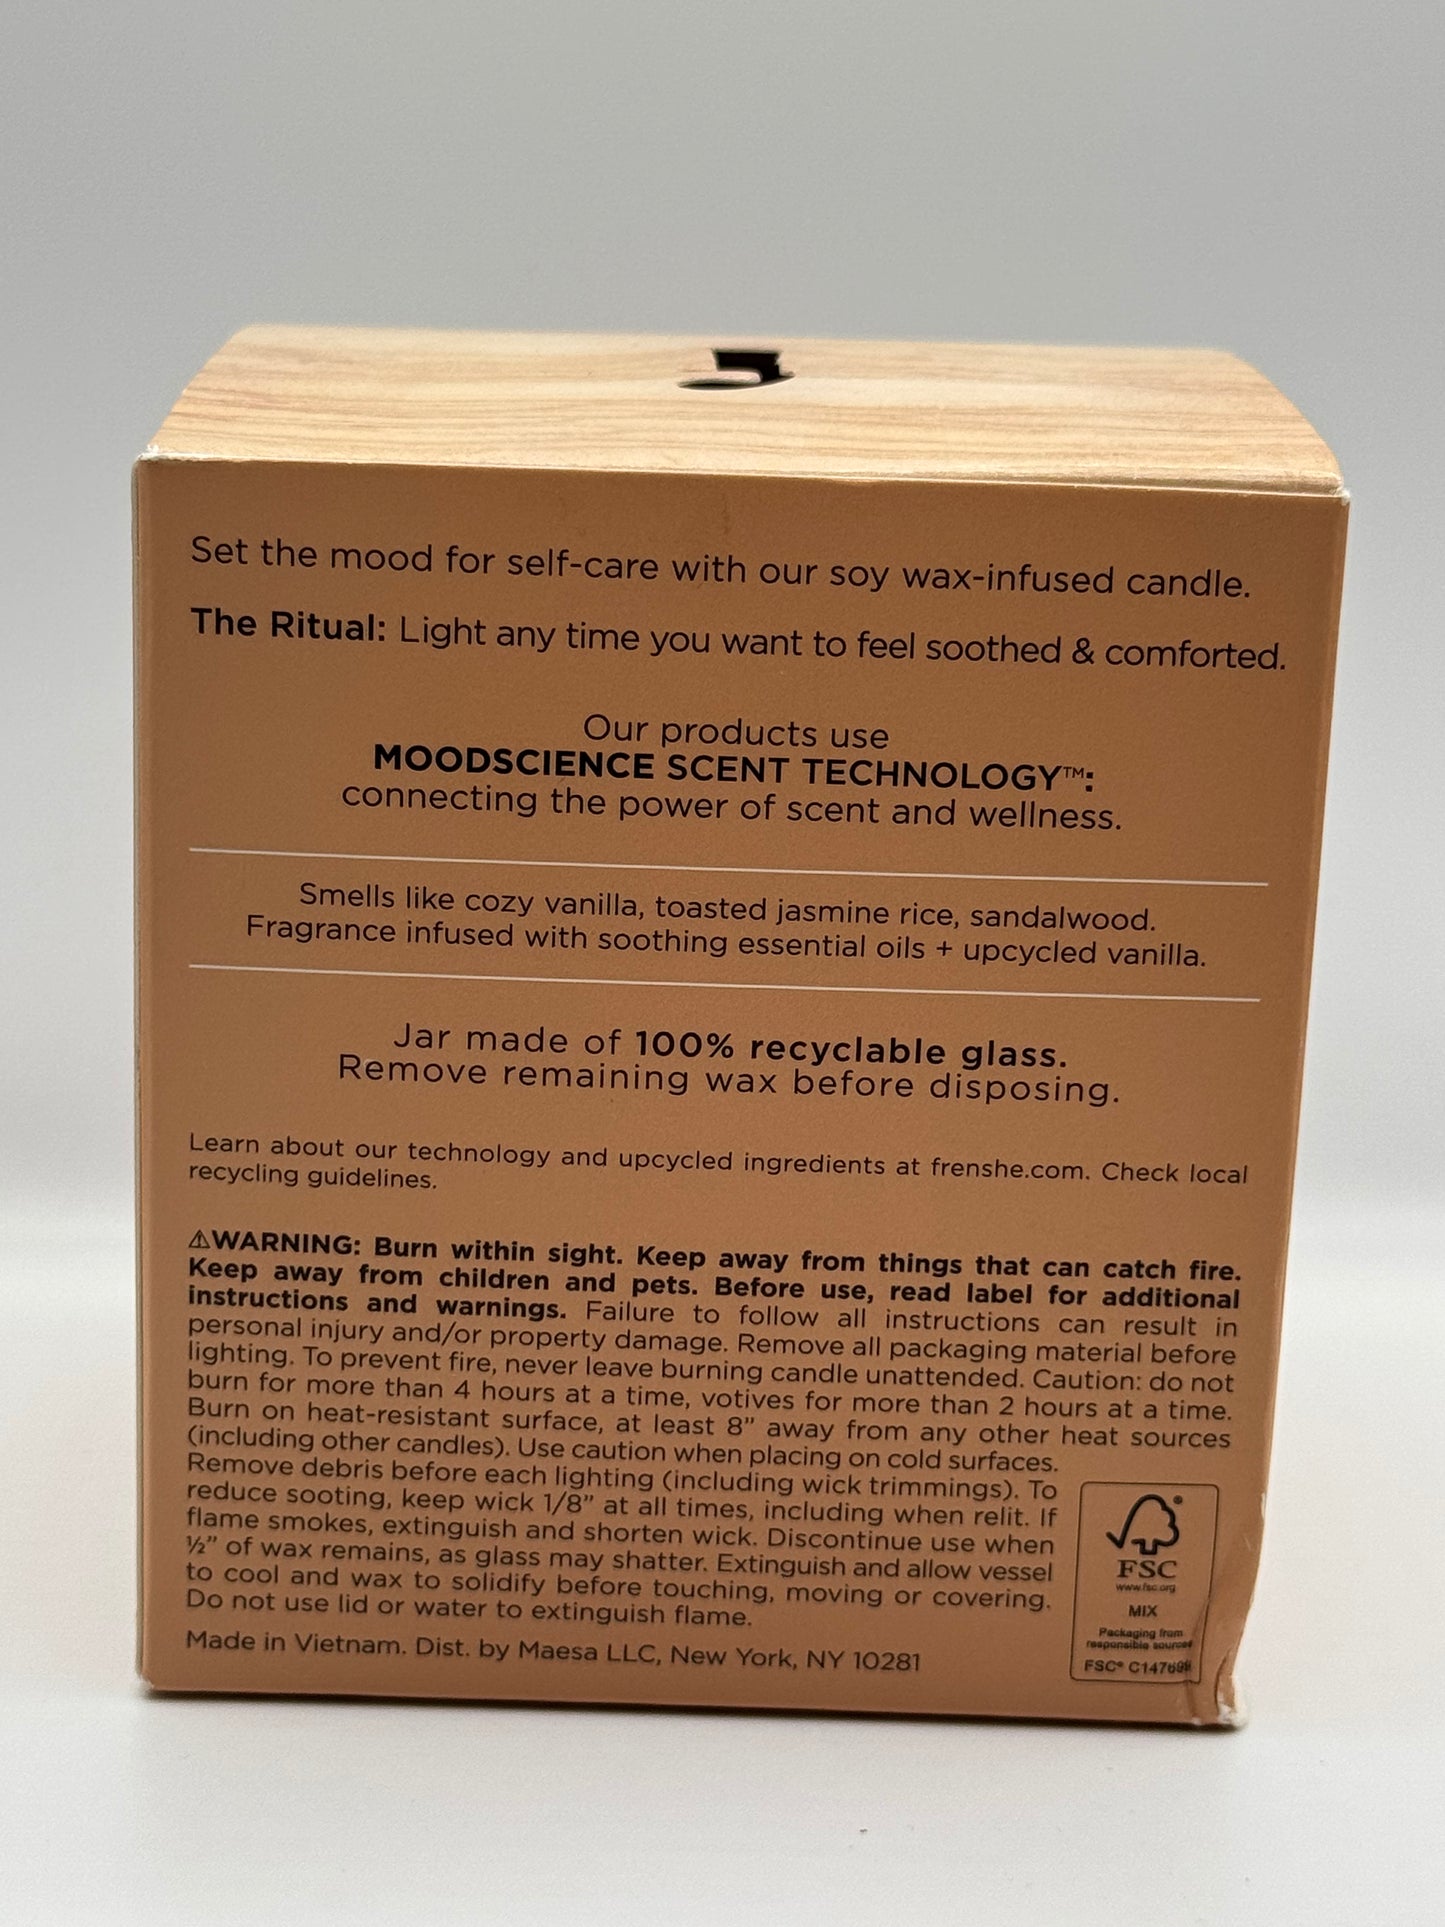 Set the mood for self-care with our soy wax-infused candle.
The Ritual: Light any time you want to feel soothed & comforted.
Our products use
MOODSCIENCE SCENT TECHNOLOGY™:
connecting the power of scent and wellness.
Smells like cozy vanilla, toasted jasmine rice, sandalwood.
Fragrance infused with soothing essential oils + upcycled vanilla.
Jar made of 100% recyclable glass.
Remove remaining wax before disposing.
Learn about our technology and upcycled ingredients at frenshe.com. Check local
recycling guidelines.
⚠WARNING: Burn within sight. Keep away from things that can catch fire.
Keep away from children and pets. Before use, read label for additional
instructions and warnings. Failure to follow all instructions can result in
personal injury and/or property damage. Remove all packaging material before
lighting. To prevent fire, never leave burning candle unattended. Caution: do not
burn for more than 4 hours at a time, votives for more than 2 hours at a time.
Burn on heat-resistant surface, at least 8” away from any other heat sources
(including other candles). Use caution when placing on cold surfaces.
Remove debris before each lighting (including wick trimmings). To
reduce sooting, keep wick 1/8” at all times, including when relit. If
flame smokes, extinguish and shorten wick. Discontinue use when
½” of wax remains, as glass may shatter. Extinguish and allow vessel
to cool and wax to solidify before touching, moving or covering.
Do not use lid or water to extinguish flame.
Made in Vietnam. Dist. by Maesa LLC, New York, NY 10281
®
FSC
www.fsc.org
MIX
Packaging from
responsible sources
FSC®